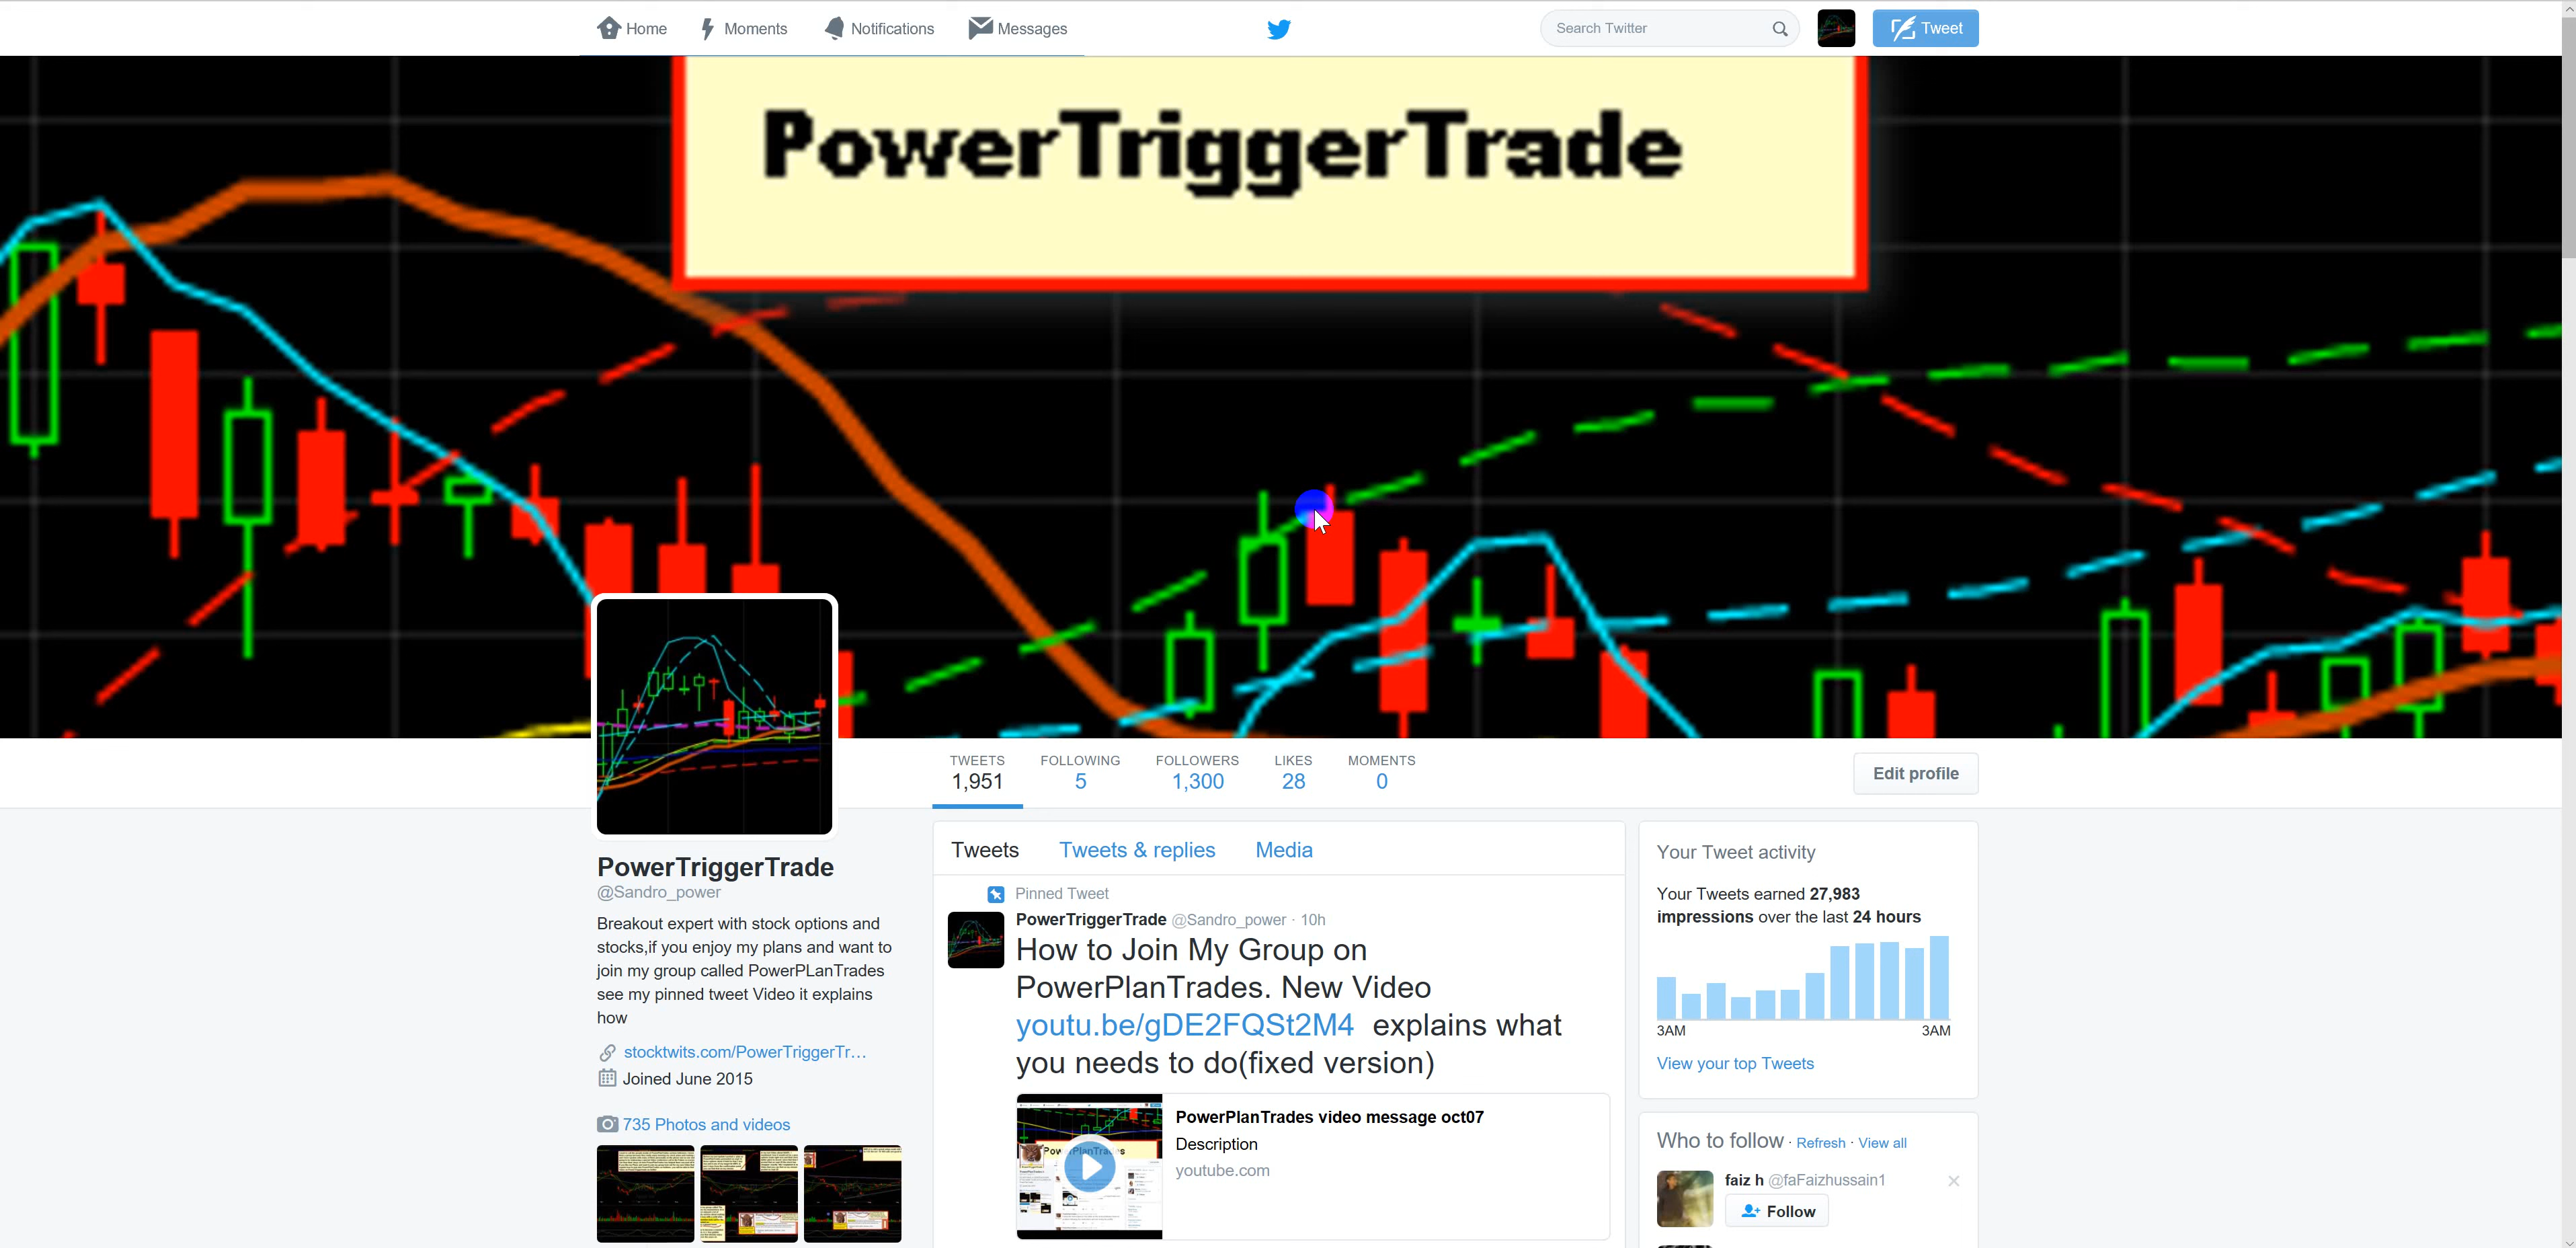 Home
Moments
Notifications
Messages
Search Twitter
Tweet
PowerTriggerTrade
TWEETS
1,951
FOLLOWING
5
FOLLOWERS
1,300
LIKES
28
MOMENTS
0
Edit profile
PowerTriggerTrade
@Sandro_power
Breakout expert with stock options and
stocks,if you enjoy my plans and want to
join my group called PowerPLanTrades
see my pinned tweet Video it explains
how
stocktwits.com/PowerTriggerTr…
Joined June 2015
735 Photos and videos
Tweets
Tweets & replies
Media
Pinned Tweet
PowerTriggerTrade @Sandro_power · 10h
How to Join My Group on
PowerPlanTrades. New Video
youtu.be/gDE2FQSt2M4 explains what
you needs to do(fixed version)
PowerPlanTrades video message oct07
Description
youtube.com
Your Tweet activity
Your Tweets earned 27,983
impressions over the last 24 hours
3AM
3AM
View your top Tweets
Who to follow · Refresh · View all
faiz h @faFaizhussain1
Follow